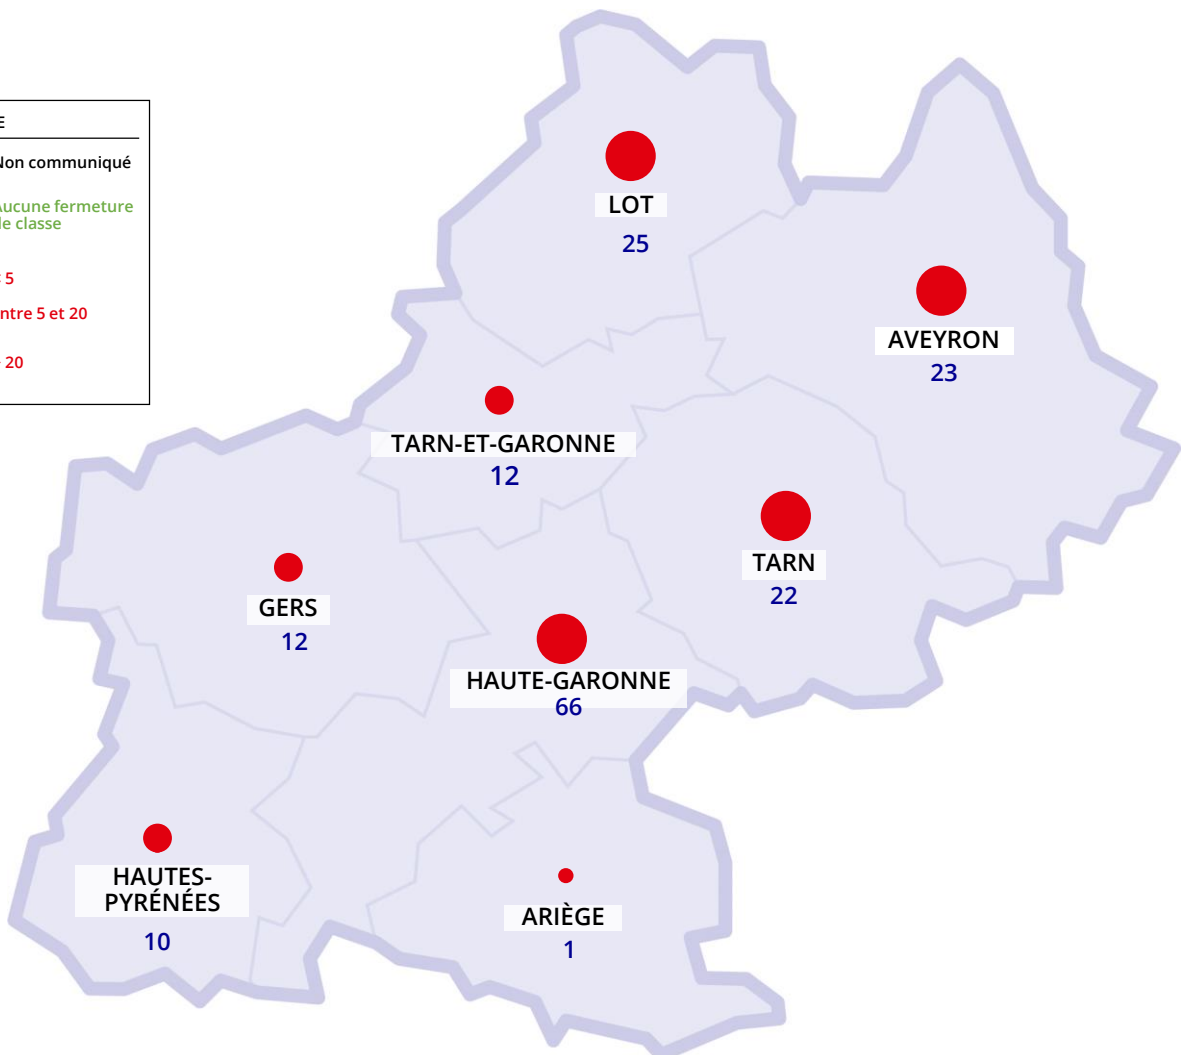 E
Non communiqué
Aucune fermeture
de classe
< 5
ntre 5 et 20
20
LOT
25
AVEYRON
23
TARN-ET-GARONNE
12
TARN
22
GERS
12
HAUTE-GARONNE
66
HAUTES-
PYRÉNÉES
10
ARIÈGE
1